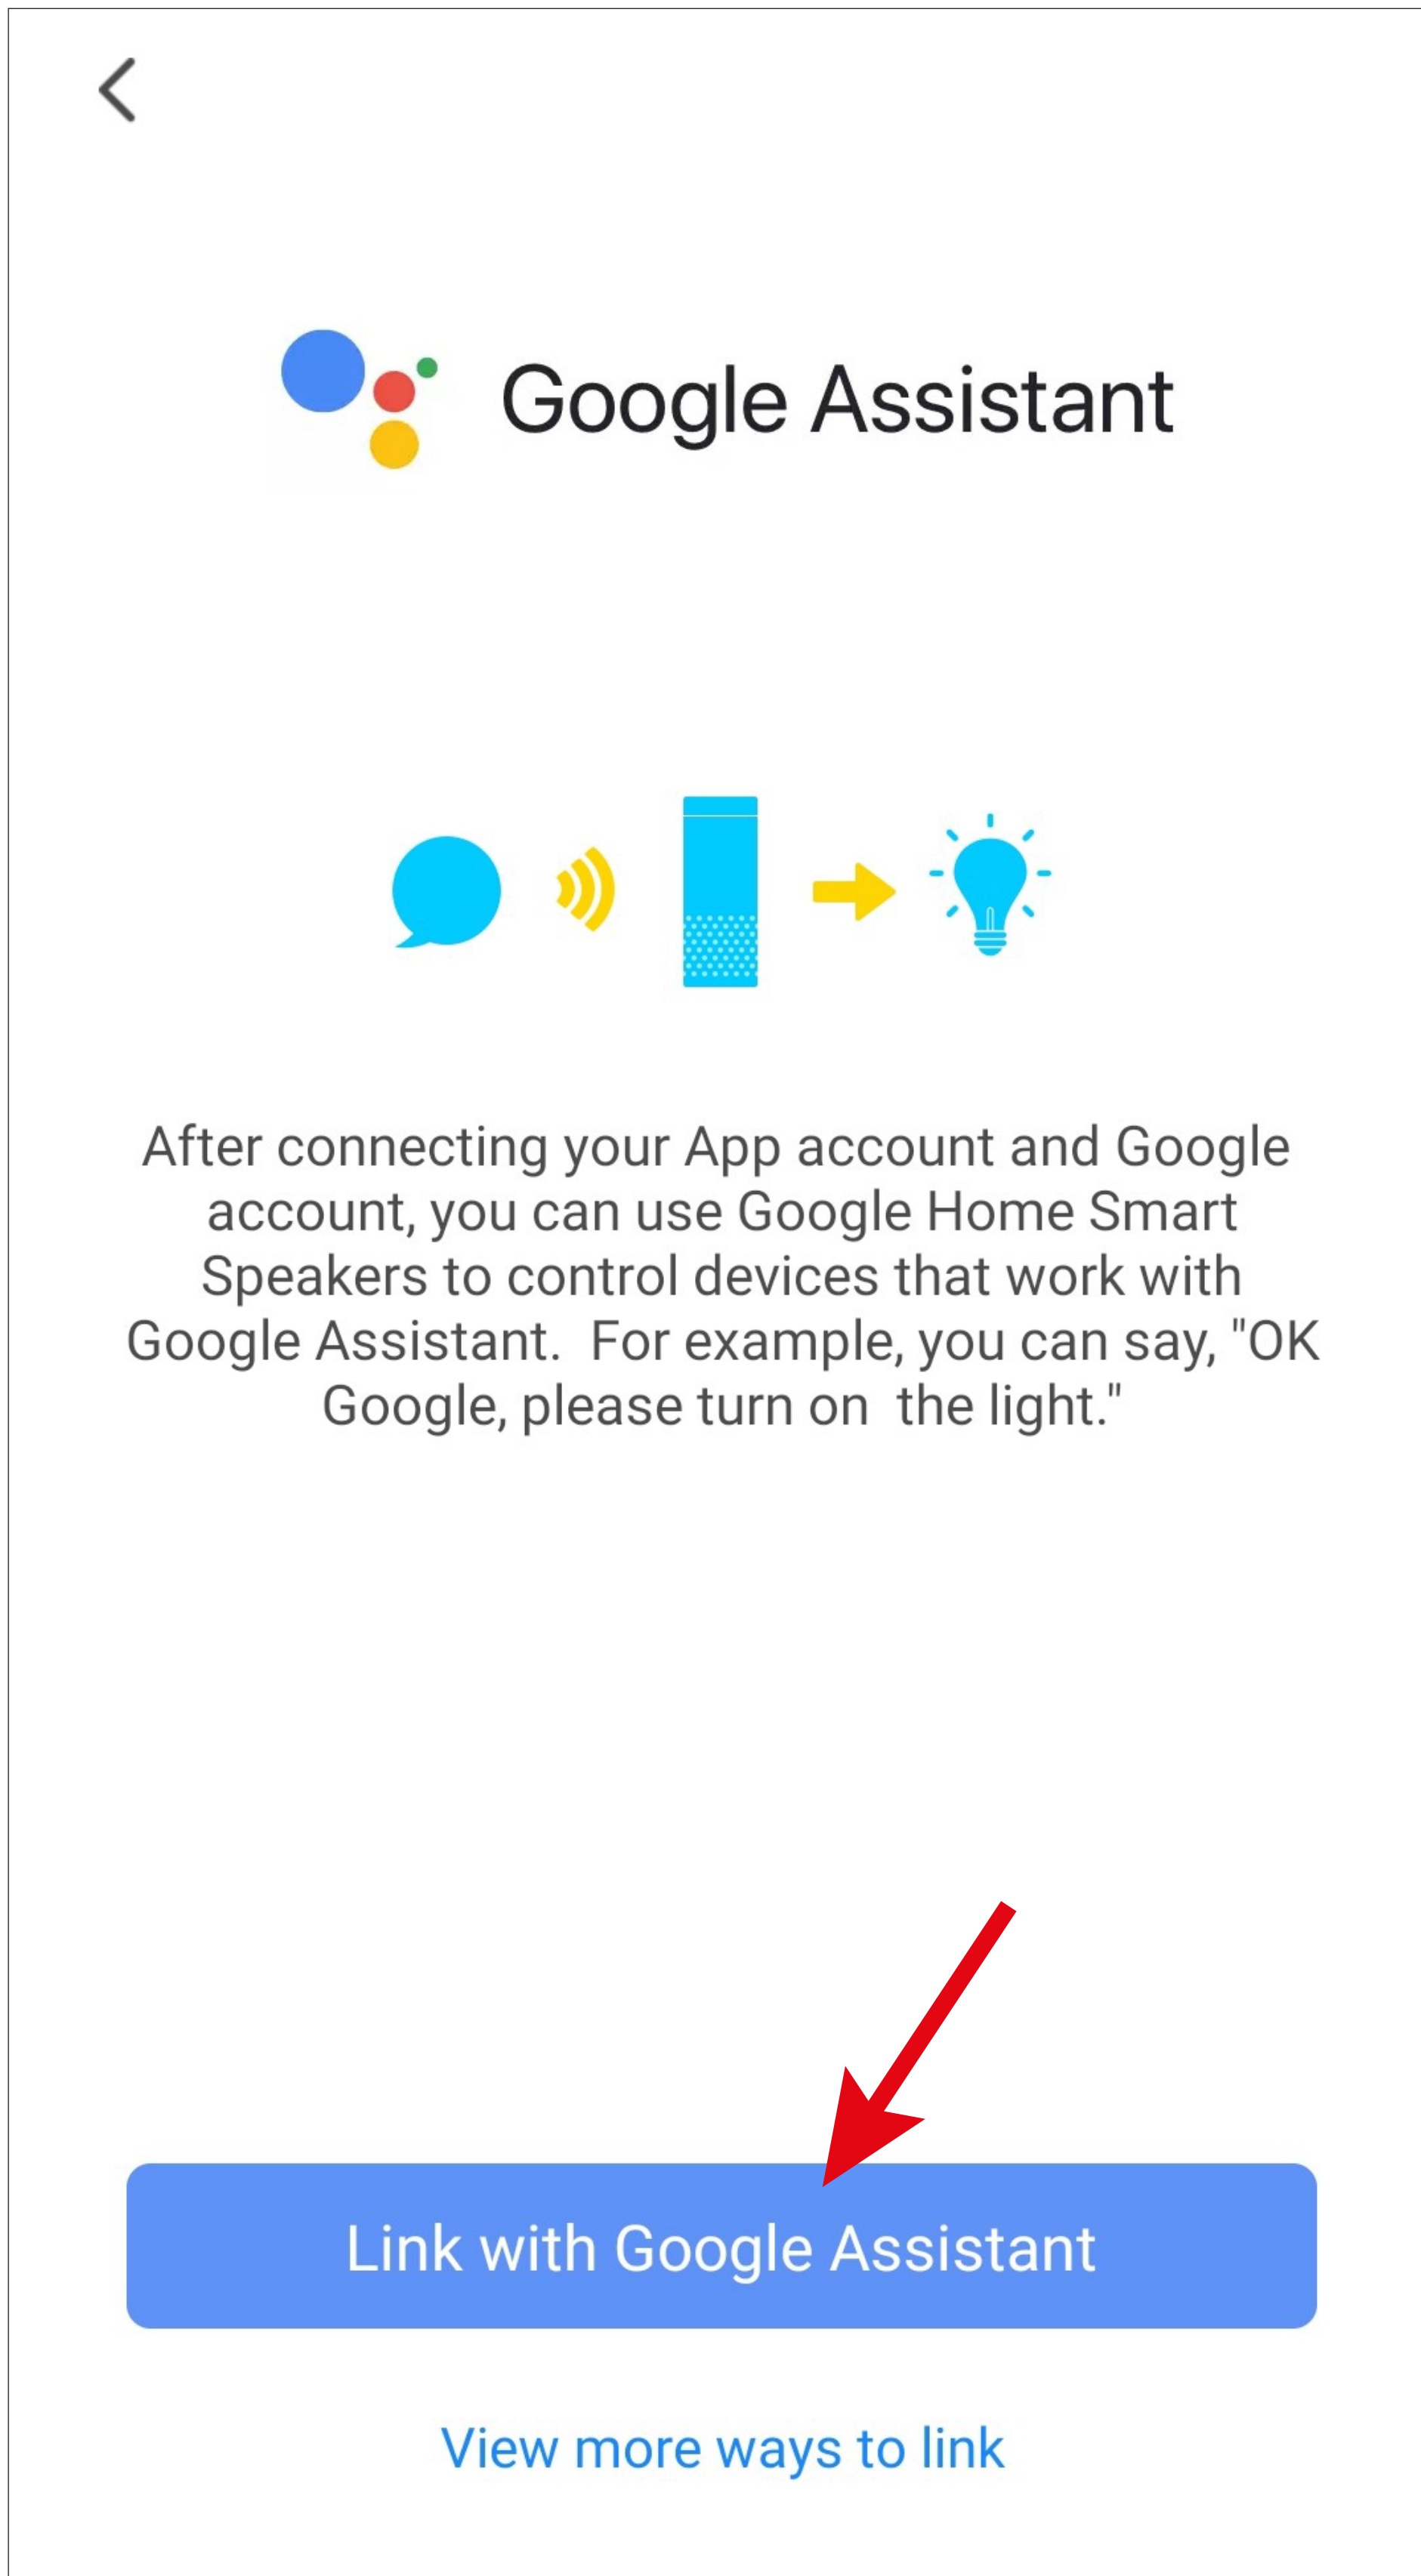 Google Assistant
After connecting your App account and Google
account, you can use Google Home Smart
Speakers to control devices that work with
Google Assistant.  For example, you can say, "OK
Google, please turn on  the light."
Link with Google Assistant
View more ways to link